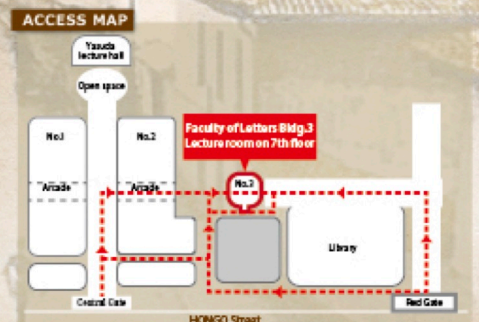 ACCESS MAP
Yasuda
lecture hall
Open space
No.1
No.2
Faculty of Letters Bldg.3
Lecture room on 7th floor
Arcade
Arcade
No.3
Library
Central Gate
Red Gate
HONGO Street